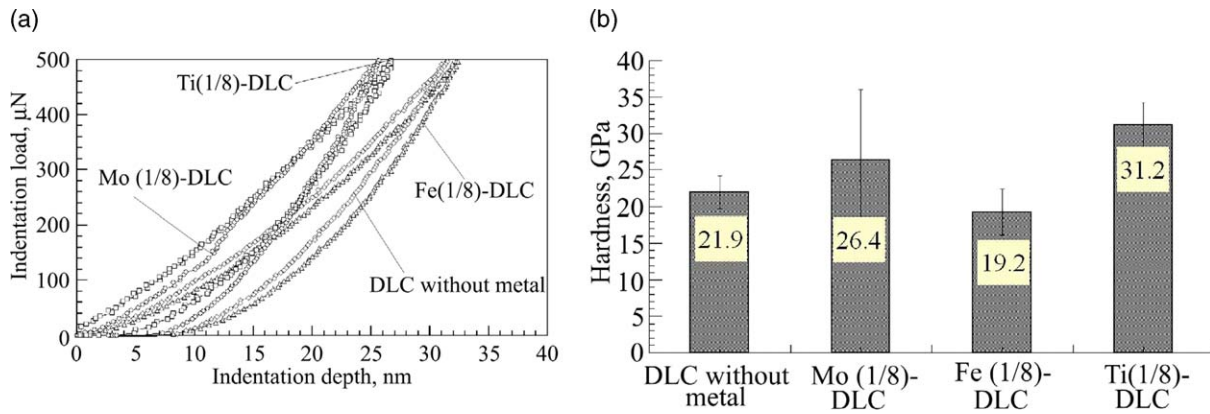 (a)
500
400
300
200
100
0
Indentation load, μN
Ti(1/8)-DLC
Mo (1/8)-DLC
Fe(1/8)-DLC
DLC without metal
0 5 10 15 20 25 30 35 40
Indentation depth, nm
(b)
40
35
30
25
20
15
10
5
0
Hardness, GPa
21.9
26.4
19.2
31.2
DLC without
metal
Mo (1/8)-
DLC
Fe (1/8)-
DLC
Ti(1/8)-
DLC